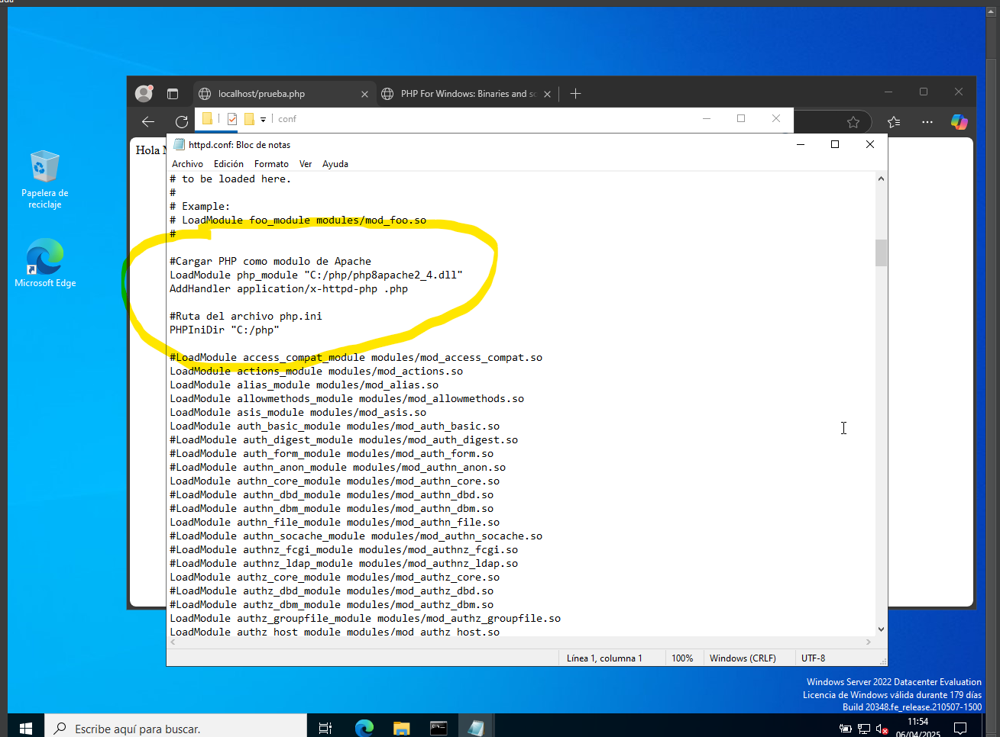 localhost/prueba.php
PHP For Windows: Binaries and
conf
Hola
httpd.conf: Bloc de notas
Archivo Edición Formato Ver Ayuda
# to be loaded here.
#
# Example:
# LoadModule foo_module modules/mod_foo.so
#
#Cargar PHP como modulo de Apache
LoadModule php_module "C:/php/php8apache2_4.dll"
AddHandler application/x-httpd-php .php
#Ruta del archivo php.ini
PHPIniDir "C:/php"
#LoadModule access_compat_module modules/mod_access_compat.so
LoadModule actions_module modules/mod_actions.so
LoadModule alias_module modules/mod_alias.so
LoadModule allowmethods_module modules/mod_allowmethods.so
LoadModule asis_module modules/mod_asis.so
LoadModule auth_basic_module modules/mod_auth_basic.so
#LoadModule auth_digest_module modules/mod_auth_digest.so
#LoadModule auth_form_module modules/mod_auth_form.so
#LoadModule authn_anon_module modules/mod_authn_anon.so
LoadModule authn_core_module modules/mod_authn_core.so
#LoadModule authn_dbd_module modules/mod_authn_dbd.so
#LoadModule authn_dbm_module modules/mod_authn_dbm.so
LoadModule authn_file_module modules/mod_authn_file.so
#LoadModule authn_socache_module modules/mod_authn_socache.so
#LoadModule authnz_fcgi_module modules/mod_authnz_fcgi.so
#LoadModule authnz_ldap_module modules/mod_authnz_ldap.so
LoadModule authz_core_module modules/mod_authz_core.so
#LoadModule authz_dbd_module modules/mod_authz_dbd.so
#LoadModule authz_dbm_module modules/mod_authz_dbm.so
LoadModule authz_groupfile_module modules/mod_authz_groupfile.so
LoadModule authz_host_module modules/mod_authz_host.so
Línea 1, columna 1 100% Windows (CRLF) UTF-8
Papelera de
reciclaje
Microsoft Edge
Windows Server 2022 Datacenter Evaluation
Licencia de Windows válida durante 179 días
Build 20348.fe_release.210507-1500
Escribe aquí para buscar.
11:54
06/04/2025